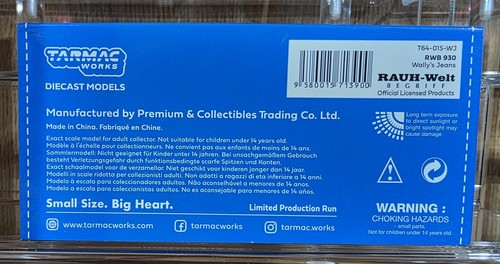 TARMAC
WORKS
DIECAST MODELS
T64-015-WJ
RWB 930
Wally's Jeans
9 580015 713900
RAUH-Welt
BEGRIFF
Official Licensed Products
Manufactured by Premium & Collectibles Trading Co. Ltd.
Made in China. Fabriqué en Chine.
Exact scale model for adult collector. Not suitable for children under 14 years old.
Modèle à l'échelle pour collectionneurs. Ne convient pas aux enfants de moins de 14 ans.
Sammlermodell: Nicht geeignet für Kinder unter 14 Jahren. Bei unsachgemäßem Gebrauch
besteht Verletzungsgefahr durch funktionsbedingte scharfe Spitzen und Kanten.
Exact schaalmodel voor de verzamelaar. Niet geschikt voor kinderen jonger dan 14 jaar.
Modelli in scala ridotta per collezionisti adulti. Non adatti a ragazzi di età inferiore a 14 anni.
Modelo à escala para coleccionadores adultos. Não aconselhável a menores de 14 anos.
Modelo a escala para coleccionistas adultos. No es aconsejable para menores de 14 años.
Small Size. Big Heart.
Limited Production Run
www.tarmacworks.com
tarmacworks
tarmacworks
Long term exposure
to direct sunlight or
bright spotlight may
cause damage
WARNING :
CHOKING HAZARDS
- small parts.
Not for children under 14 years old.